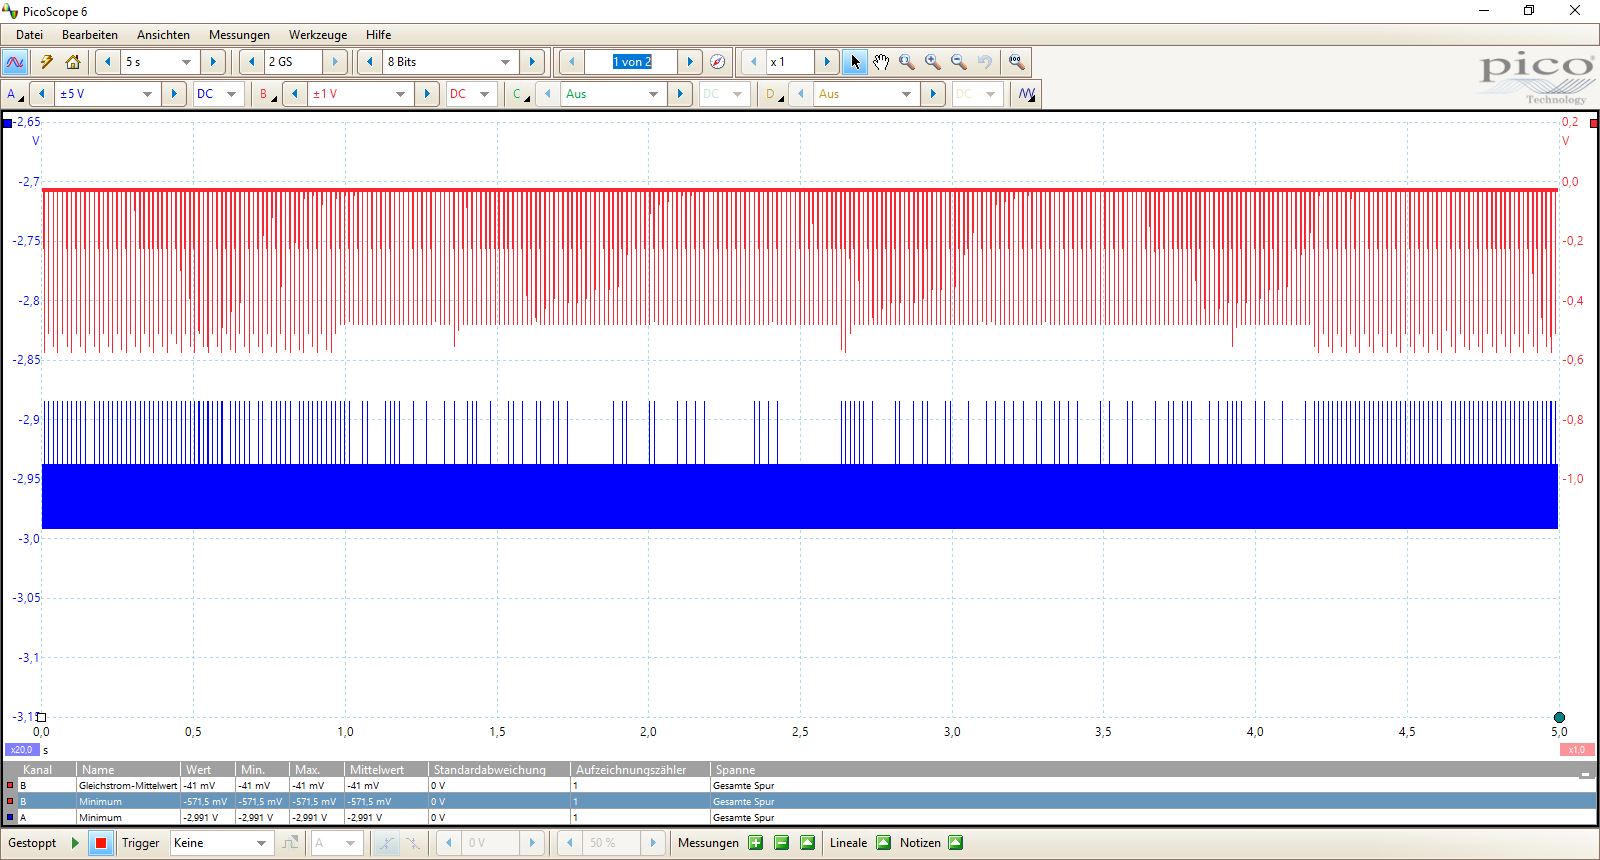 PicoScope 6
Datei Bearbeiten Ansichten Messungen Werkzeuge Hilfe
5 s 2 GS 8 Bits 1 von 2 x 1
pico
Technology
A ±5 V DC B ±1 V DC C Aus DC D Aus DC
-2,65 0,2
V V
-2,7 0,0
-2,75 -0,2
-2,8 -0,4
-2,85 -0,6
-2,9 -0,8
-2,95 -1,0
-3,0
-3,05
-3,1
-3,15
0,0 0,5 1,0 1,5 2,0 2,5 3,0 3,5 4,0 4,5 5,0
x20,0 s x1,0
Kanal Name Wert Min. Max. Mittelwert Standardabweichung Aufzeichnungszähler Spanne
B Gleichstrom-Mittelwert -41 mV -41 mV -41 mV -41 mV 0 V 1 Gesamte Spur
B Minimum -571,5 mV -571,5 mV -571,5 mV -571,5 mV 0 V 1 Gesamte Spur
A Minimum -2,991 V -2,991 V -2,991 V -2,991 V 0 V 1 Gesamte Spur
Gestoppt Trigger Keine A 0 V 50 % Messungen Lineale Notizen